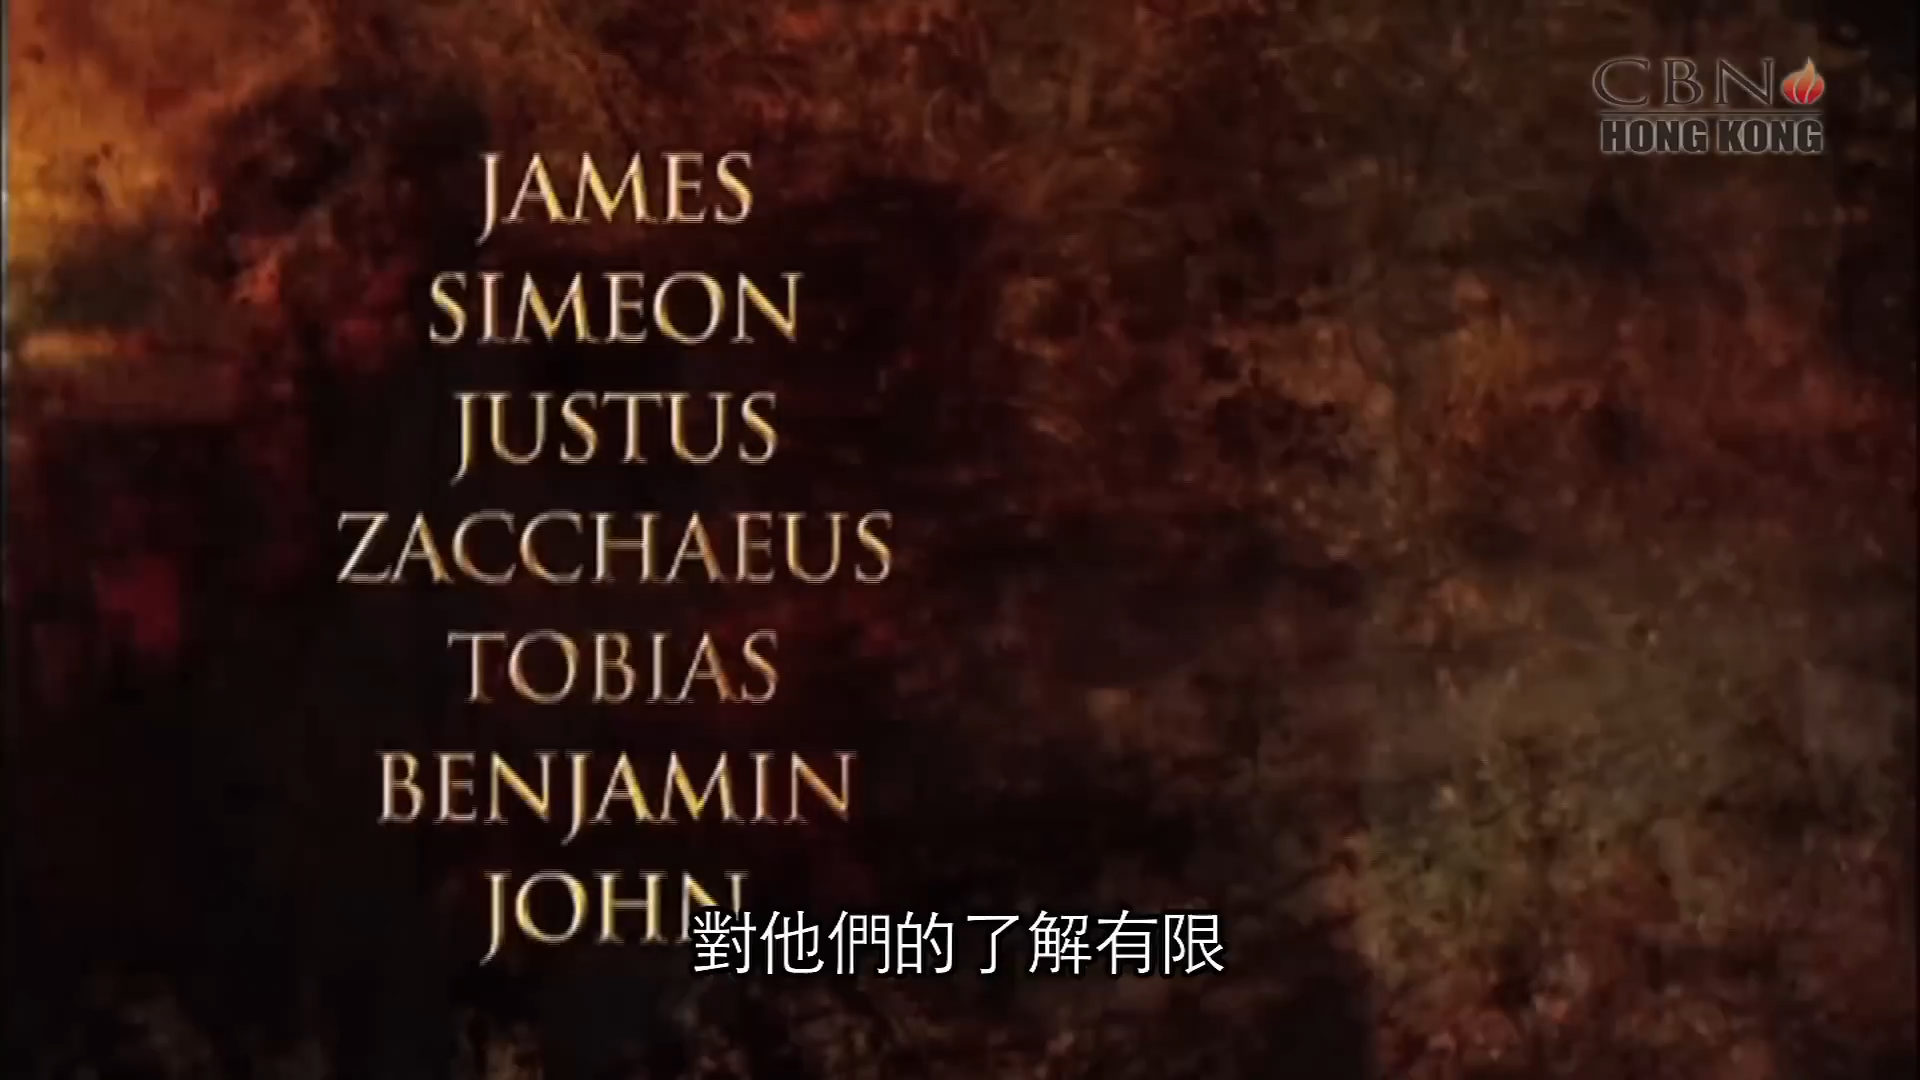 CBN
HONG KONG
JAMES
SIMEON
JUSTUS
ZACCHAEUS
TOBIAS
BENJAMIN
JOHN
對他們的了解有限